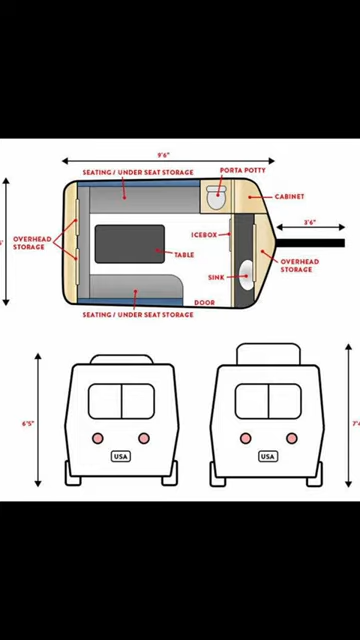 9'6"
SEATING / UNDER SEAT STORAGE
PORTA POTTY
CABINET
3'6"
ICEBOX
OVERHEAD
STORAGE
TABLE
OVERHEAD
STORAGE
SINK
DOOR
SEATING / UNDER SEAT STORAGE
6'5"
USA
USA